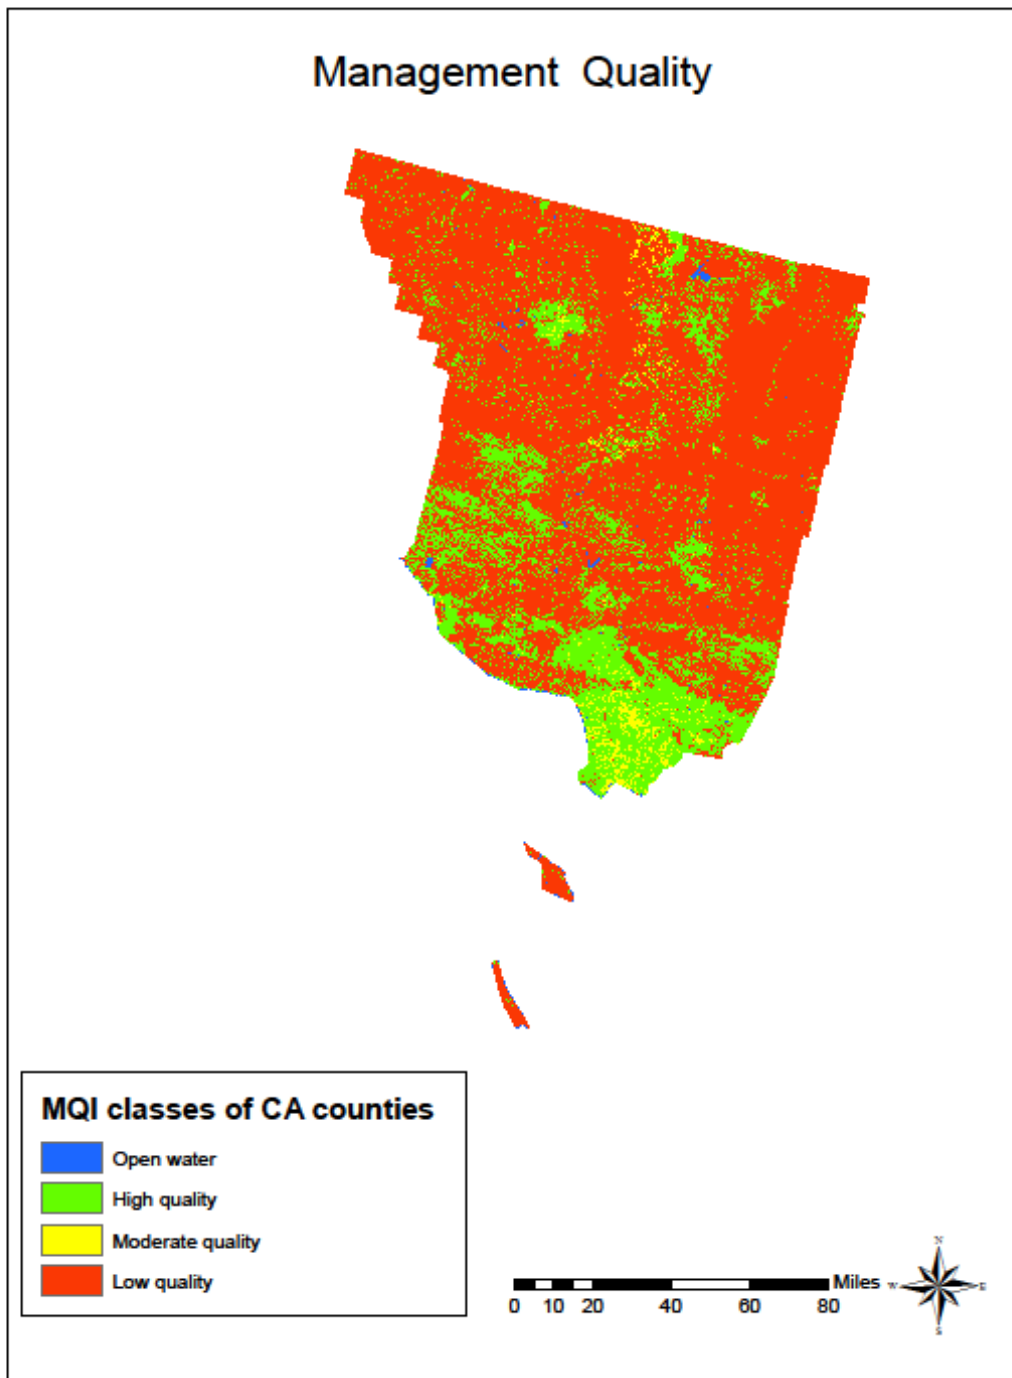 Management Quality
MQI classes of CA counties
Open water
High quality
Moderate quality
Low quality
Miles
0 10 20 40 60 80
N
W E
S